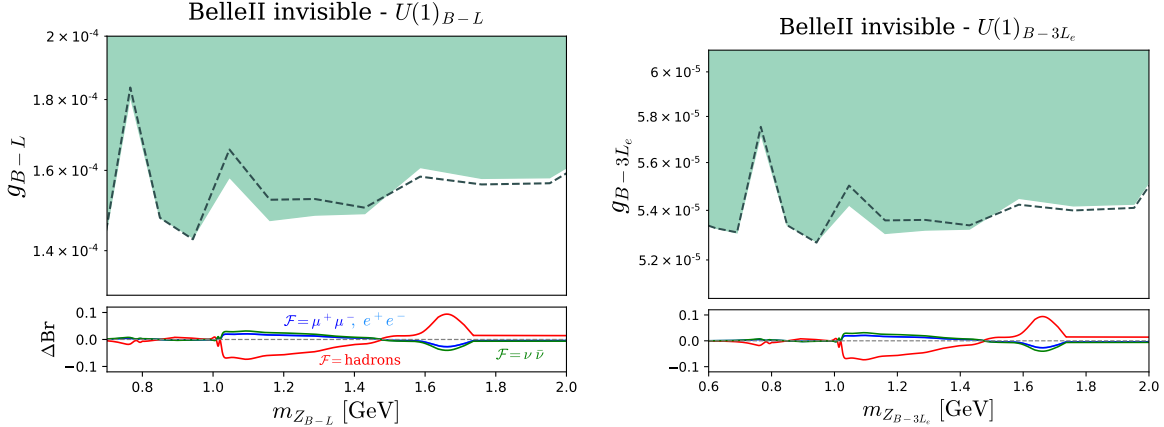 BelleII invisible - U(1)_{B−L}
2 × 10⁻⁴
1.8 × 10⁻⁴
1.6 × 10⁻⁴
1.4 × 10⁻⁴
g_{B−L}
0.1
0.0
−0.1
ΔBr
ℱ=μ⁺μ⁻, e⁺e⁻
ℱ=hadrons
ℱ=ν ν̄
0.8 1.0 1.2 1.4 1.6 1.8 2.0
m_{Z_{B−L}} [GeV]
BelleII invisible - U(1)_{B−3L_e}
6 × 10⁻⁵
5.8 × 10⁻⁵
5.6 × 10⁻⁵
5.4 × 10⁻⁵
5.2 × 10⁻⁵
g_{B−3L_e}
0.1
0.0
−0.1
0.6 0.8 1.0 1.2 1.4 1.6 1.8 2.0
m_{Z_{B−3L_e}} [GeV]